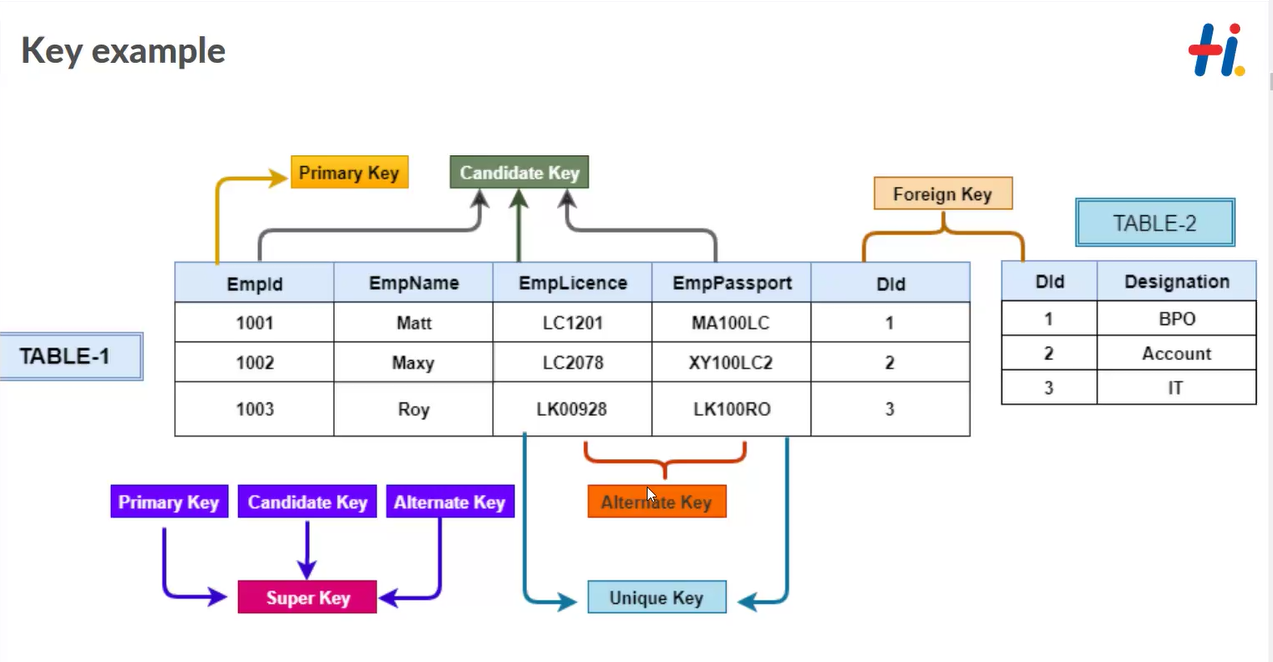 Key example
Hi.
Primary Key
Candidate Key
Foreign Key
TABLE-2
EmpId EmpName EmpLicence EmpPassport DId
DId Designation
1001 Matt LC1201 MA100LC 1
1 BPO
TABLE-1
1002 Maxy LC2078 XY100LC2 2
2 Account
1003 Roy LK00928 LK100RO 3
3 IT
Primary Key Candidate Key Alternate Key
Alternate Key
Super Key
Unique Key